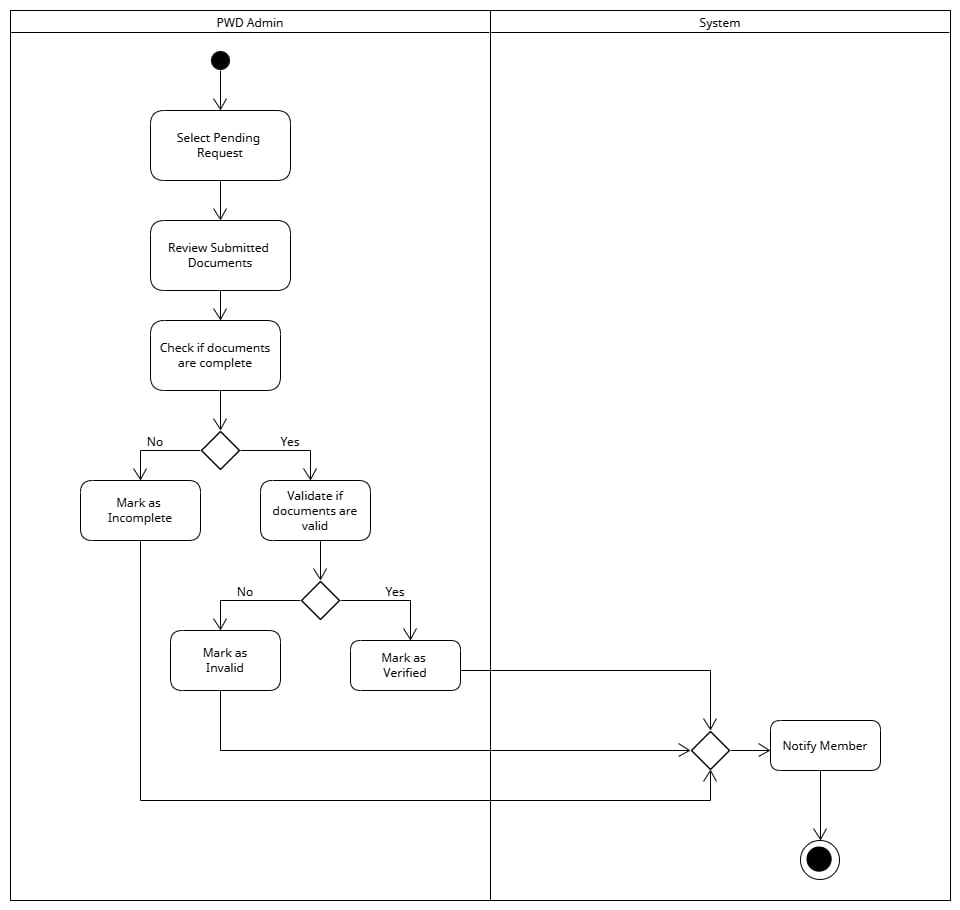 PWD Admin
System
Select Pending
Request
Review Submitted
Documents
Check if documents
are complete
No
Yes
Mark as
Incomplete
Validate if
documents are
valid
No
Yes
Mark as
Invalid
Mark as
Verified
Notify Member